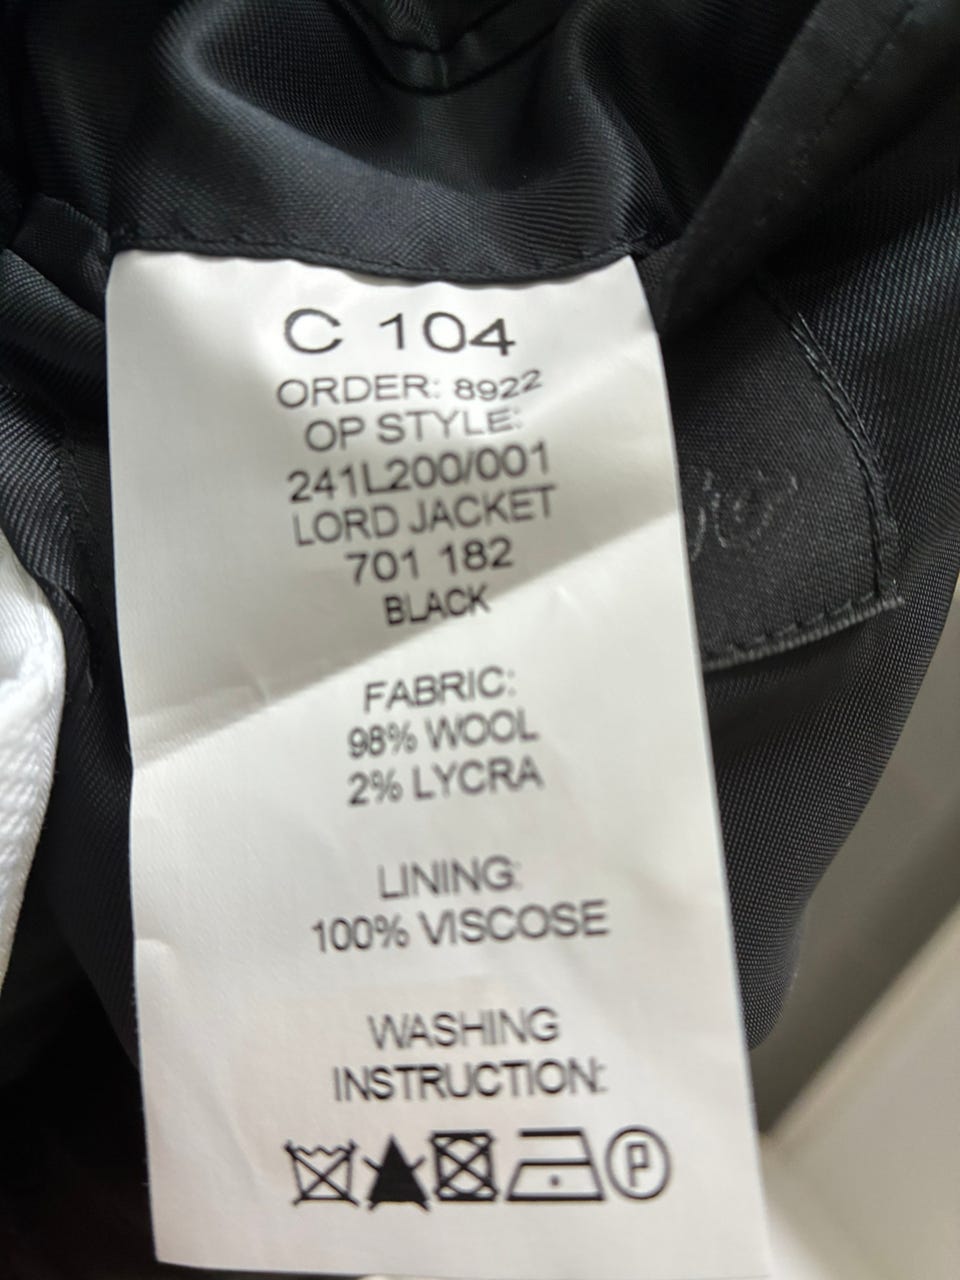 C 104
ORDER: 8922
OP STYLE:
241L200/001
LORD JACKET
701 182
BLACK
FABRIC:
98% WOOL
2% LYCRA
LINING:
100% VISCOSE
WASHING
INSTRUCTION:
P